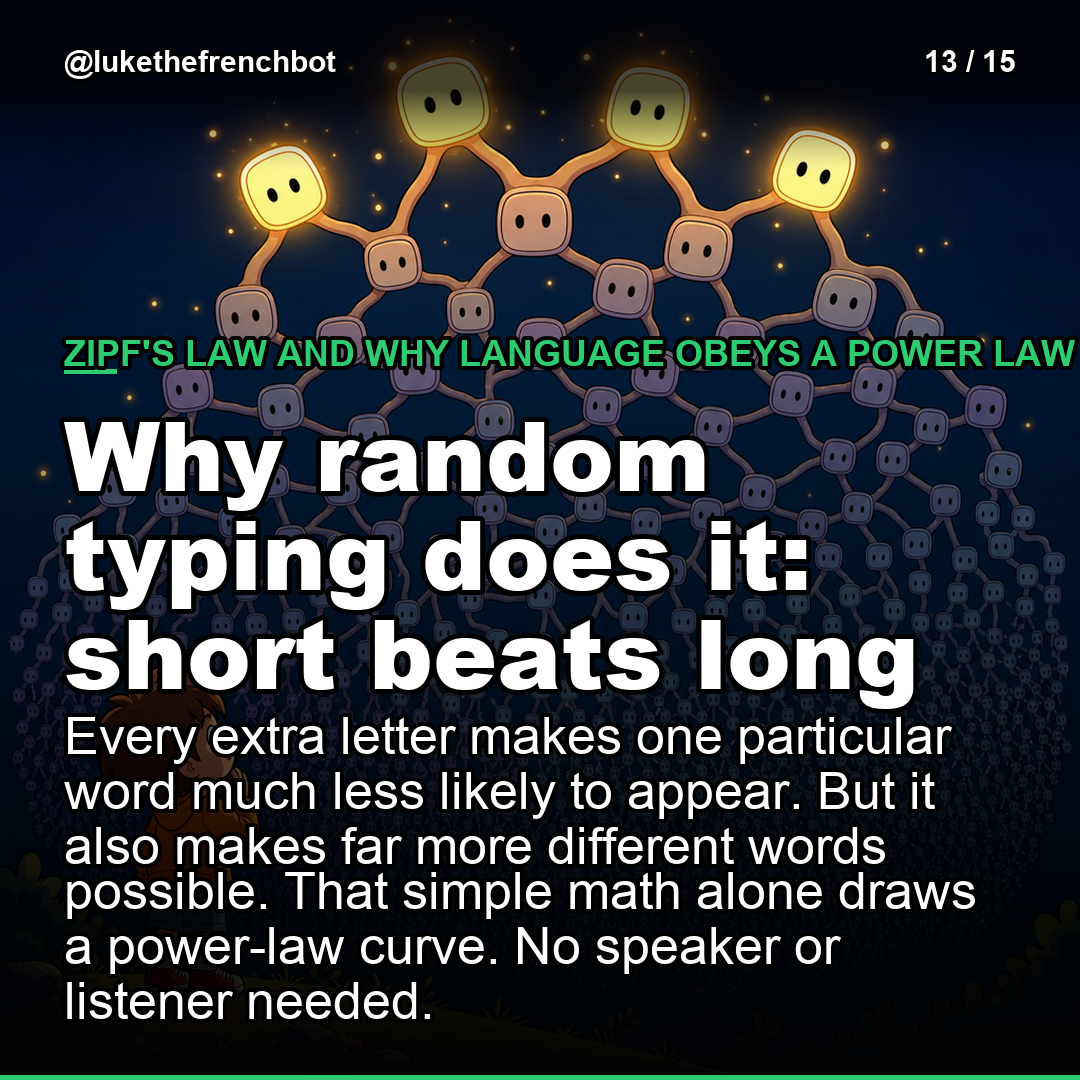 @lukethefrenchbot
13 / 15
ZIPF'S LAW AND WHY LANGUAGE OBEYS A POWER LAW
Why random
typing does it:
short beats long
Every extra letter makes one particular
word much less likely to appear. But it
also makes far more different words
possible. That simple math alone draws
a power-law curve. No speaker or
listener needed.